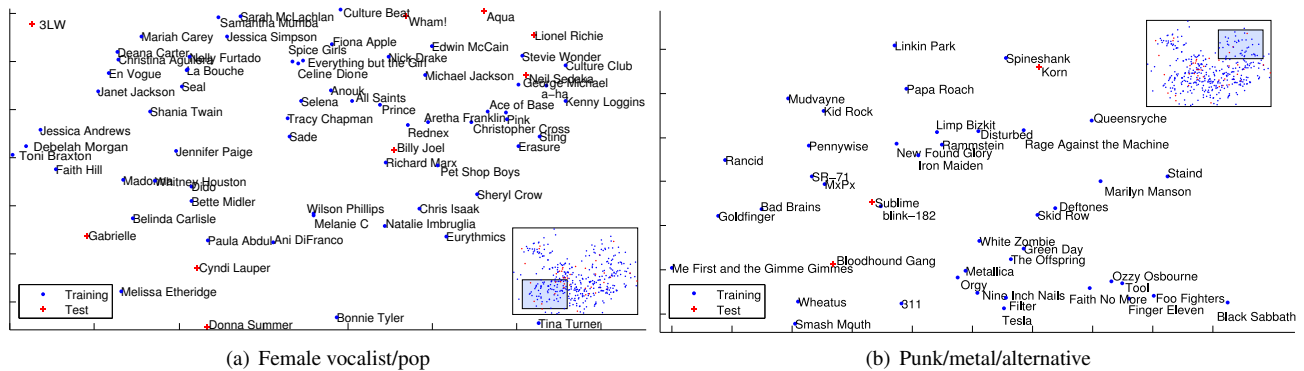 3LW
Sarah McLachlan
Culture Beat
Samantha Mumba
Wham!
Aqua
Mariah Carey
Jessica Simpson
Lionel Richie
Deana Carter
Nelly Furtado
Spice Girls
Fiona Apple
Edwin McCain
Christina Aguilera
Everything but the Girl
Nick Drake
Stevie Wonder
En Vogue
La Bouche
Celine Dione
Michael Jackson
Culture Club
Neil Sedaka
Janet Jackson
Seal
Anouk
George Michael
Selena
All Saints
a-ha
Prince
Kenny Loggins
Shania Twain
Ace of Base
Tracy Chapman
Aretha Franklin
Pink
Jessica Andrews
Rednex
Christopher Cross
Sade
Sting
Debelah Morgan
Toni Braxton
Jennifer Paige
Billy Joel
Erasure
Faith Hill
Richard Marx
Pet Shop Boys
Madonna
Whitney Houston
Dido
Bette Midler
Sheryl Crow
Belinda Carlisle
Wilson Phillips
Melanie C
Chris Isaak
Natalie Imbruglia
Gabrielle
Paula Abdul
Ani DiFranco
Eurythmics
Cyndi Lauper
Melissa Etheridge
Training
Test
Donna Summer
Bonnie Tyler
Tina Turner
(a) Female vocalist/pop
Linkin Park
Spineshank
Korn
Papa Roach
Mudvayne
Kid Rock
Queensryche
Limp Bizkit
Disturbed
Rage Against the Machine
Pennywise
New Found Glory
Rammstein
Rancid
Iron Maiden
SR-71
MxPx
Staind
Marilyn Manson
Sublime
blink-182
Bad Brains
Goldfinger
Deftones
Skid Row
White Zombie
Green Day
The Offspring
Bloodhound Gang
Me First and the Gimme Gimmes
Metallica
Orgy
Ozzy Osbourne
Tool
Nine Inch Nails
Faith No More
Foo Fighters
Wheatus
311
Filter
Finger Eleven
Black Sabbath
Tesla
Smash Mouth
Training
Test
(b) Punk/metal/alternative